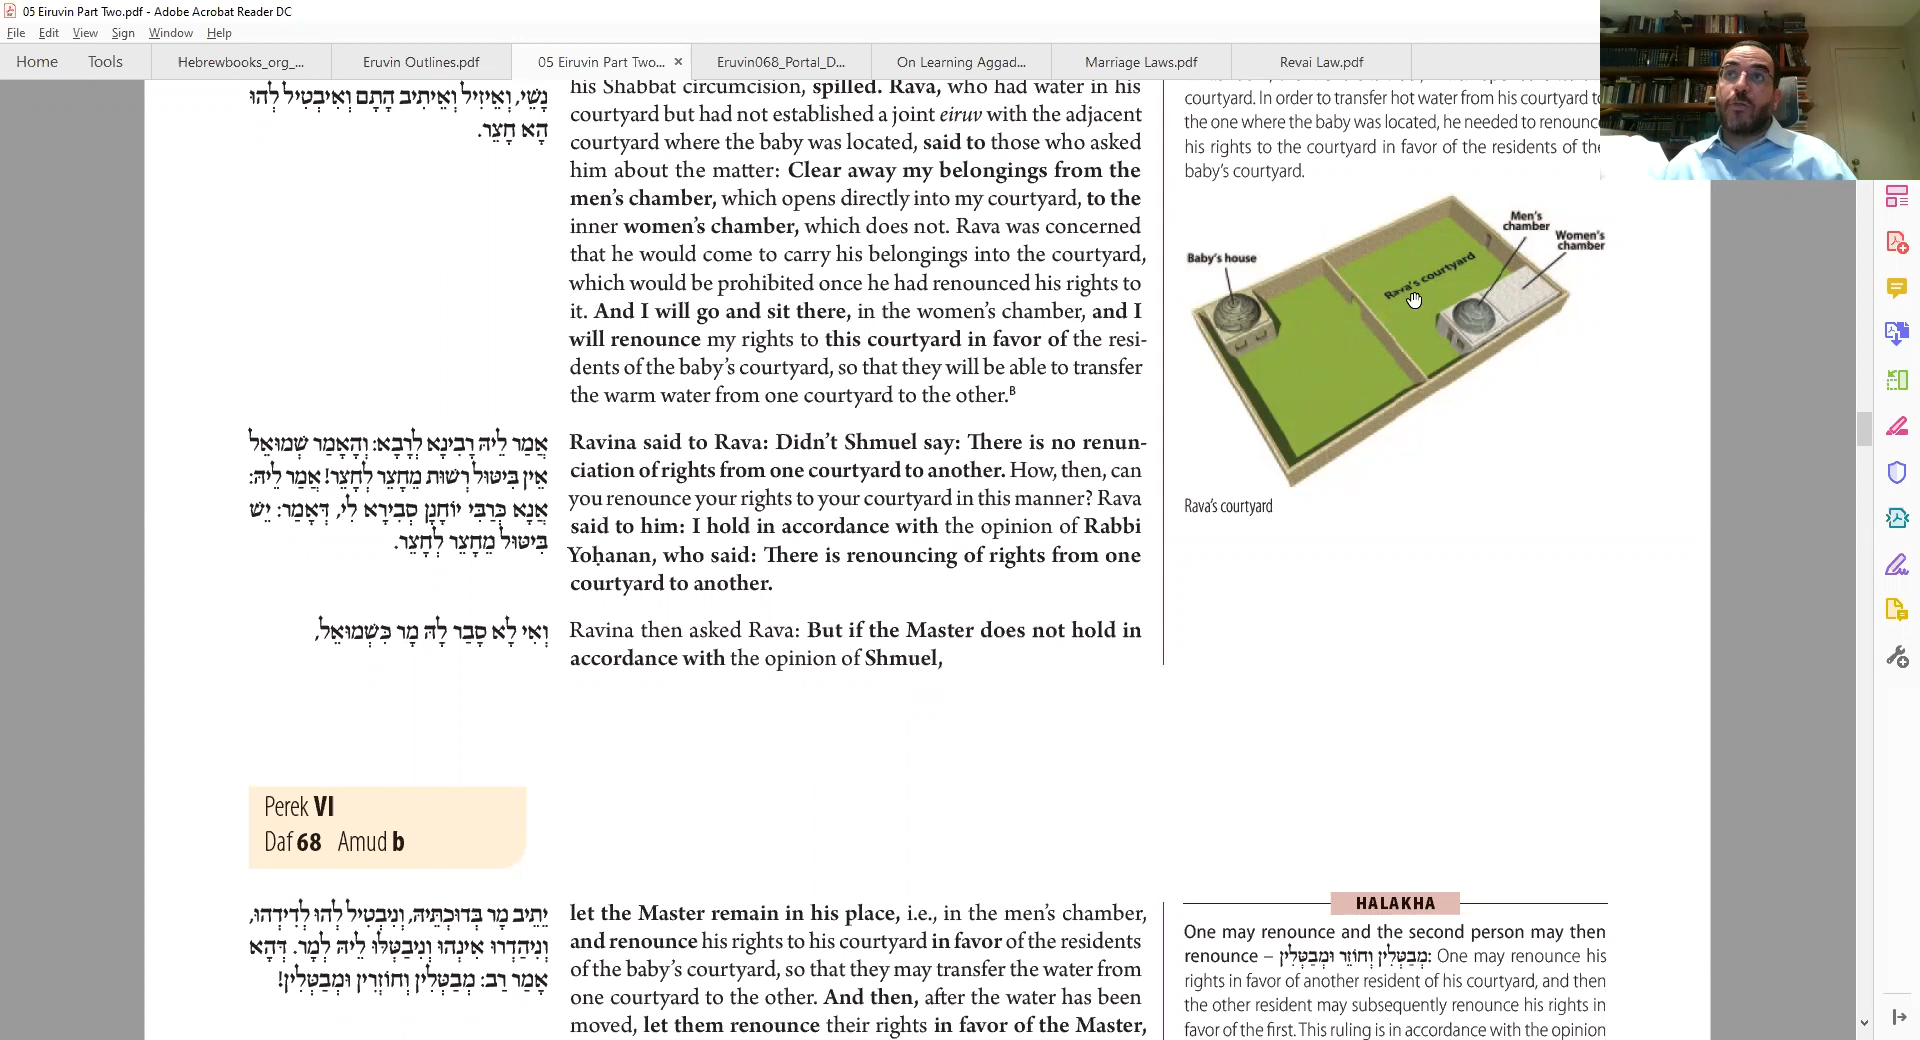 05 Eiruvin Part Two.pdf - Adobe Acrobat Reader DC
File Edit View Sign Window Help
Home Tools Hebrewbooks_org_... Eruvin Outlines.pdf 05 Eiruvin Part Two... × Eruvin068_Portal_D... On Learning Aggad... Marriage Laws.pdf Revai Law.pdf
נָשֵׁי, וְאֵיזִיל וְאֵיתִיב הָתָם וְאִיבַטֵּיל לְהוּ
הָא חָצֵר.
his Shabbat circumcision, spilled. Rava, who had water in his
courtyard but had not established a joint eiruv with the adjacent
courtyard where the baby was located, said to those who asked
him about the matter: Clear away my belongings from the
men's chamber, which opens directly into my courtyard, to the
inner women's chamber, which does not. Rava was concerned
that he would come to carry his belongings into the courtyard,
which would be prohibited once he had renounced his rights to
it. And I will go and sit there, in the women's chamber, and I
will renounce my rights to this courtyard in favor of the resi-
dents of the baby's courtyard, so that they will be able to transfer
the warm water from one courtyard to the other.B
אֲמַר לֵיהּ רָבִינָא לְרָבָא: וְהָאָמַר שְׁמוּאֵל
אֵין בִּיטּוּל רְשׁוּת מֵחָצֵר לְחָצֵר! אֲמַר לֵיהּ:
אֲנָא כְּרַבִּי יוֹחָנָן סְבִירָא לִי, דְּאָמַר: יֵשׁ
בִּיטּוּל מֵחָצֵר לְחָצֵר.
Ravina said to Rava: Didn't Shmuel say: There is no renun-
ciation of rights from one courtyard to another. How, then, can
you renounce your rights to your courtyard in this manner? Rava
said to him: I hold in accordance with the opinion of Rabbi
Yoḥanan, who said: There is renouncing of rights from one
courtyard to another.
וְאִי לָא סָבַר לָהּ מָר כִּשְׁמוּאֵל,
Ravina then asked Rava: But if the Master does not hold in
accordance with the opinion of Shmuel,
courtyard. In order to transfer hot water from his courtyard to
the one where the baby was located, he needed to renounce
his rights to the courtyard in favor of the residents of the
baby's courtyard.
Men's
chamber
Women's
chamber
Baby's house
Rava's courtyard
Rava's courtyard
Perek VI
Daf 68 Amud b
יֵתֵיב מָר בְּדוּכְתֵּיהּ, וְנִיבַטֵּיל לְהוּ לְדִידְהוּ,
וְנִיהַדְרוּ אִינְהוּ וְנִיבַטְּלוּ לֵיהּ לְמָר. דְּהָא
אָמַר רַב: מְבַטְּלִין וְחוֹזְרִין וּמְבַטְּלִין!
let the Master remain in his place, i.e., in the men's chamber,
and renounce his rights to his courtyard in favor of the residents
of the baby's courtyard, so that they may transfer the water from
one courtyard to the other. And then, after the water has been
moved, let them renounce their rights in favor of the Master,
HALAKHA
One may renounce and the second person may then
renounce – מְבַטְּלִין וְחוֹזֵר וּמְבַטְּלִין: One may renounce his
rights in favor of another resident of his courtyard, and then
the other resident may subsequently renounce his rights in
favor of the first. This ruling is in accordance with the opinion